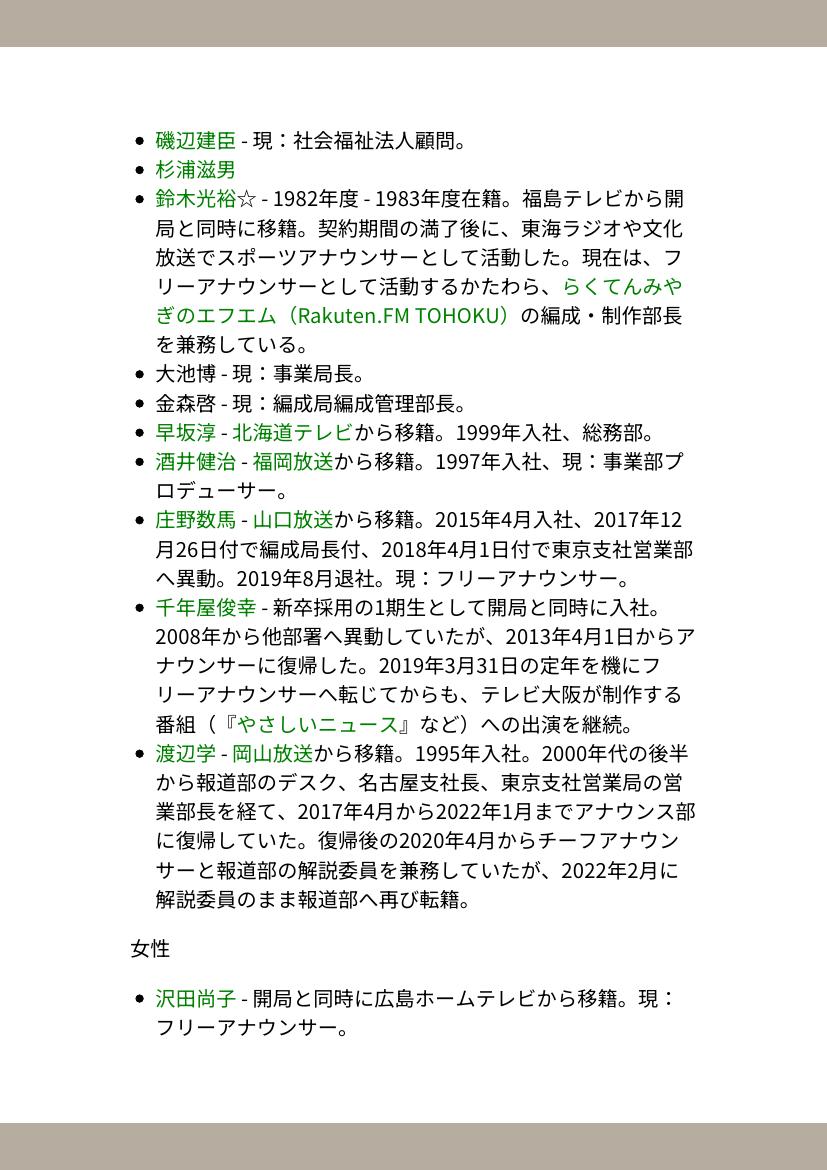 • 磯辺建臣 - 現：社会福祉法人顧問。
• 杉浦滋男
• 鈴木光裕☆ - 1982年度 - 1983年度在籍。福島テレビから開
局と同時に移籍。契約期間の満了後に、東海ラジオや文化
放送でスポーツアナウンサーとして活動した。現在は、フ
リーアナウンサーとして活動するかたわら、らくてんみや
ぎのエフエム（Rakuten.FM TOHOKU）の編成・制作部長
を兼務している。
• 大池博 - 現：事業局長。
• 金森啓 - 現：編成局編成管理部長。
• 早坂淳 - 北海道テレビから移籍。1999年入社、総務部。
• 酒井健治 - 福岡放送から移籍。1997年入社、現：事業部プ
ロデューサー。
• 庄野数馬 - 山口放送から移籍。2015年4月入社、2017年12
月26日付で編成局長付、2018年4月1日付で東京支社営業部
へ異動。2019年8月退社。現：フリーアナウンサー。
• 千年屋俊幸 - 新卒採用の1期生として開局と同時に入社。
2008年から他部署へ異動していたが、2013年4月1日からア
ナウンサーに復帰した。2019年3月31日の定年を機にフ
リーアナウンサーへ転じてからも、テレビ大阪が制作する
番組（『やさしいニュース』など）への出演を継続。
• 渡辺学 - 岡山放送から移籍。1995年入社。2000年代の後半
から報道部のデスク、名古屋支社長、東京支社営業局の営
業部長を経て、2017年4月から2022年1月までアナウンス部
に復帰していた。復帰後の2020年4月からチーフアナウン
サーと報道部の解説委員を兼務していたが、2022年2月に
解説委員のまま報道部へ再び転籍。
女性
• 沢田尚子 - 開局と同時に広島ホームテレビから移籍。現：
フリーアナウンサー。